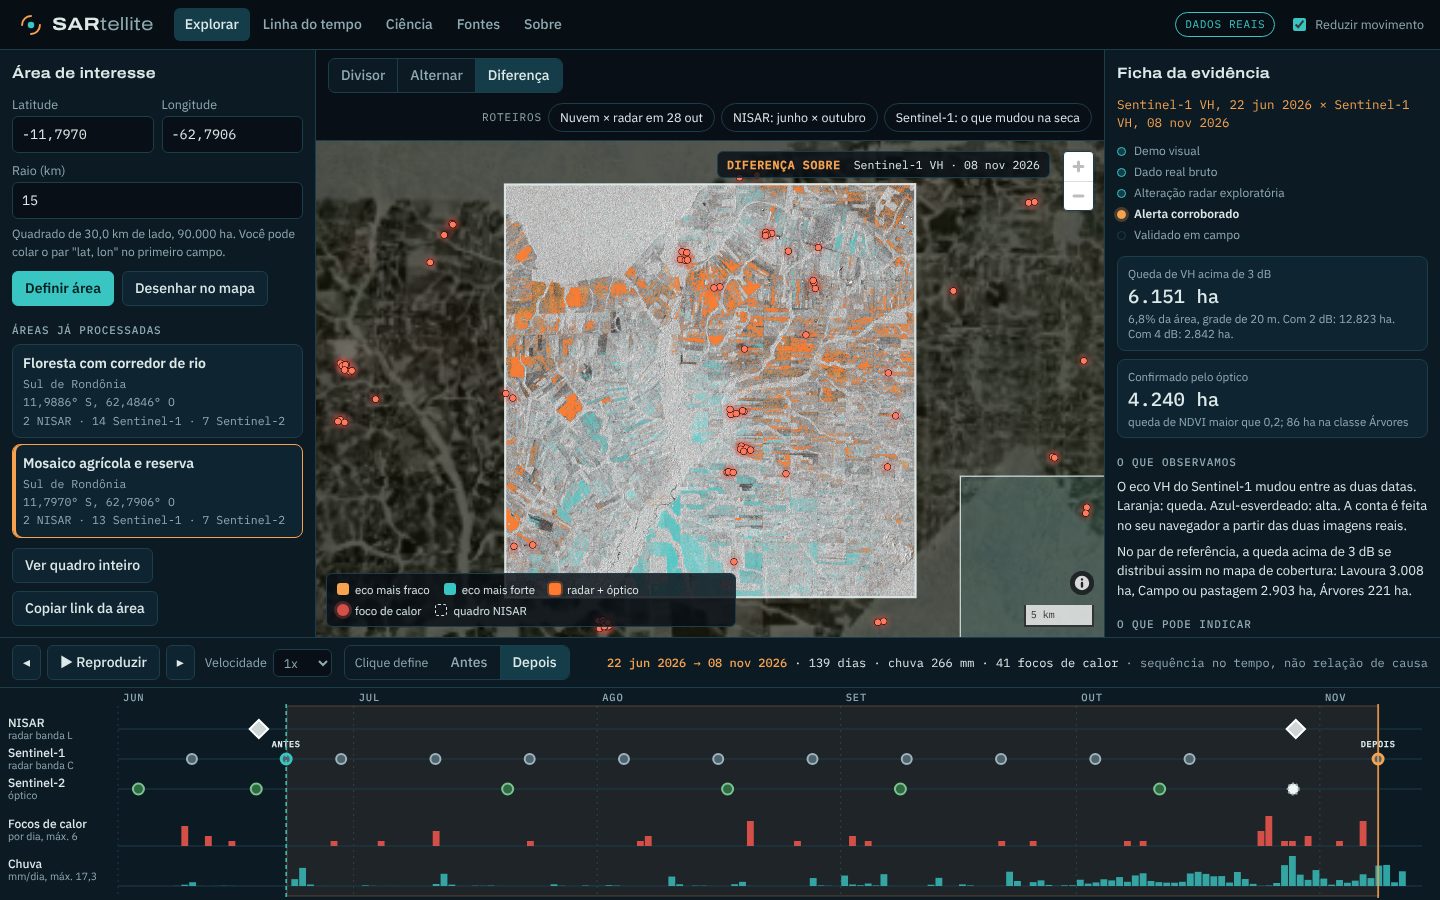 SARtellite
Explorar
Linha do tempo
Ciência
Fontes
Sobre
DADOS REAIS
Reduzir movimento
Área de interesse
Latitude
Longitude
-11,7970
-62,7906
Raio (km)
15
Quadrado de 30,0 km de lado, 90.000 ha. Você pode
colar o par "lat, lon" no primeiro campo.
Definir área
Desenhar no mapa
ÁREAS JÁ PROCESSADAS
Floresta com corredor de rio
Sul de Rondônia
11,9886° S, 62,4846° O
2 NISAR · 14 Sentinel-1 · 7 Sentinel-2
Mosaico agrícola e reserva
Sul de Rondônia
11,7970° S, 62,7906° O
2 NISAR · 13 Sentinel-1 · 7 Sentinel-2
Ver quadro inteiro
Copiar link da área
Divisor
Alternar
Diferença
ROTEIROS
Nuvem × radar em 28 out
NISAR: junho × outubro
Sentinel-1: o que mudou na seca
DIFERENÇA SOBRE Sentinel-1 VH · 08 nov 2026
+
−
eco mais fraco
eco mais forte
radar + óptico
foco de calor
quadro NISAR
5 km
Ficha da evidência
Sentinel-1 VH, 22 jun 2026 × Sentinel-1
VH, 08 nov 2026
Demo visual
Dado real bruto
Alteração radar exploratória
Alerta corroborado
Validado em campo
Queda de VH acima de 3 dB
6.151 ha
6,8% da área, grade de 20 m. Com 2 dB: 12.823 ha.
Com 4 dB: 2.842 ha.
Confirmado pelo óptico
4.240 ha
queda de NDVI maior que 0,2; 86 ha na classe Árvores
O QUE OBSERVAMOS
O eco VH do Sentinel-1 mudou entre as duas datas.
Laranja: queda. Azul-esverdeado: alta. A conta é feita
no seu navegador a partir das duas imagens reais.
No par de referência, a queda acima de 3 dB se
distribui assim no mapa de cobertura: Lavoura 3.008
ha, Campo ou pastagem 2.903 ha, Árvores 221 ha.
O QUE PODE INDICAR
Reproduzir
Velocidade
1x
Clique define
Antes
Depois
22 jun 2026 → 08 nov 2026 · 139 dias · chuva 266 mm · 41 focos de calor · sequência no tempo, não relação de causa
JUN
JUL
AGO
SET
OUT
NOV
NISAR
radar banda L
ANTES
DEPOIS
Sentinel-1
radar banda C
Sentinel-2
óptico
Focos de calor
por dia, máx. 6
Chuva
mm/dia, máx. 17,3